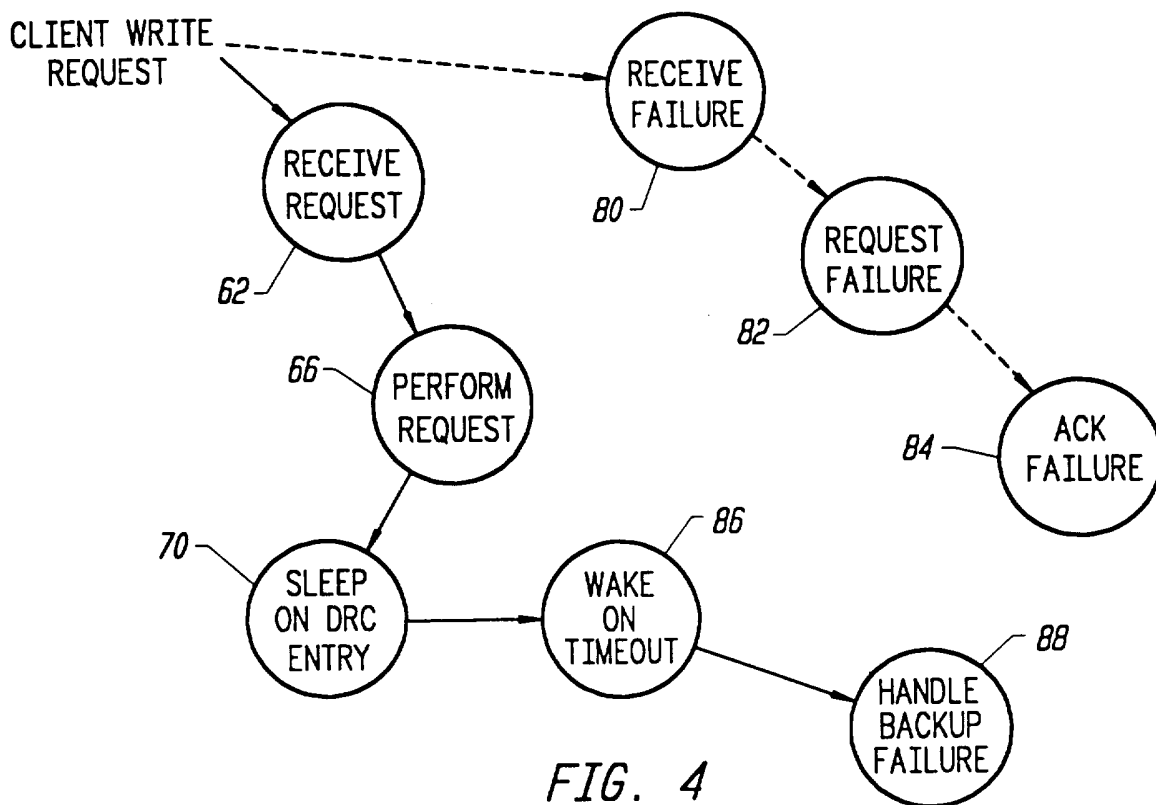 CLIENT WRITE
REQUEST
RECEIVE
REQUEST
62
RECEIVE
FAILURE
80
REQUEST
FAILURE
82
66
PERFORM
REQUEST
84
ACK
FAILURE
70
SLEEP
ON DRC
ENTRY
86
WAKE
ON
TIMEOUT
88
HANDLE
BACKUP
FAILURE
FIG. 4